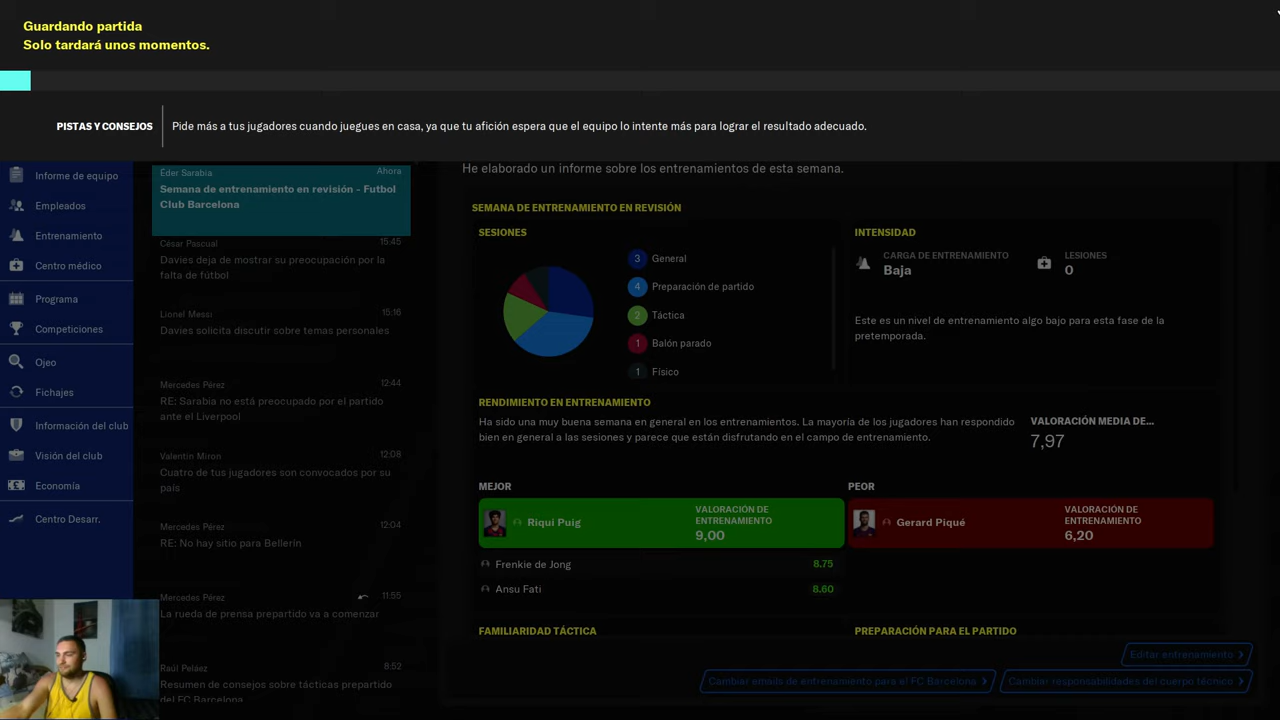 Guardando partida
Solo tardará unos momentos.
PISTAS Y CONSEJOS
Pide más a tus jugadores cuando juegues en casa, ya que tu afición espera que el equipo lo intente más para lograr el resultado adecuado.
Informe de equipo
Empleados
Entrenamiento
Centro médico
Programa
Competiciones
Ojeo
Fichajes
Información del club
Visión del club
Economía
Centro Desarr.
Éder Sarabia
Ahora
Semana de entrenamiento en revisión - Futbol
Club Barcelona
César Pascual
15:45
Davies deja de mostrar su preocupación por la
falta de fútbol
Lionel Messi
15:16
Davies solicita discutir sobre temas personales
Mercedes Pérez
12:44
RE: Sarabia no está preocupado por el partido
ante el Liverpool
Valentin Miron
12:08
Cuatro de tus jugadores son convocados por su
país
Mercedes Pérez
12:04
RE: No hay sitio para Bellerín
Mercedes Pérez
11:55
La rueda de prensa prepartido va a comenzar
Raúl Peláez
8:52
Resumen de consejos sobre tácticas prepartido
del FC Barcelona
He elaborado un informe sobre los entrenamientos de esta semana.
SEMANA DE ENTRENAMIENTO EN REVISIÓN
SESIONES
3 General
4 Preparación de partido
2 Táctica
1 Balón parado
1 Físico
INTENSIDAD
CARGA DE ENTRENAMIENTO
Baja
LESIONES
0
Este es un nivel de entrenamiento algo bajo para esta fase de la
pretemporada.
RENDIMIENTO EN ENTRENAMIENTO
Ha sido una muy buena semana en general en los entrenamientos. La mayoría de los jugadores han respondido
bien en general a las sesiones y parece que están disfrutando en el campo de entrenamiento.
VALORACIÓN MEDIA DE...
7,97
MEJOR
Riqui Puig
VALORACIÓN DE
ENTRENAMIENTO
9,00
Frenkie de Jong
8.75
Ansu Fati
8.60
PEOR
Gerard Piqué
VALORACIÓN DE
ENTRENAMIENTO
6,20
FAMILIARIDAD TÁCTICA
PREPARACIÓN PARA EL PARTIDO
Editar entrenamiento
Cambiar emails de entrenamiento para el FC Barcelona
Cambiar responsabilidades del cuerpo técnico